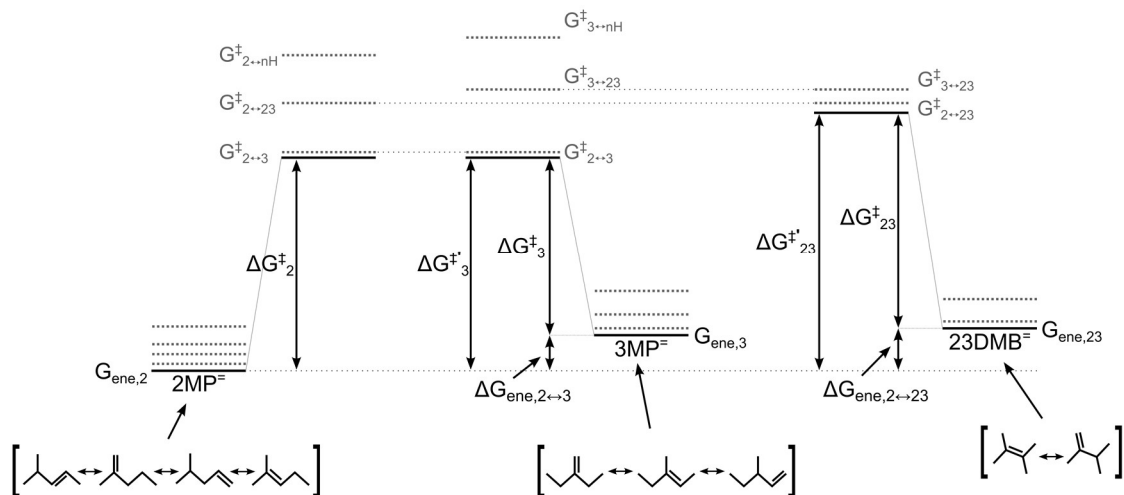 G‡3↔nH
G‡2↔nH
G‡3↔23
G‡3↔23
G‡2↔23
G‡2↔23
G‡2↔3
G‡2↔3
ΔG‡2
ΔG‡'3
ΔG‡3
ΔG‡'23
ΔG‡23
Gene,2
2MP=
3MP=
Gene,3
23DMB=
Gene,23
ΔGene,2↔3
ΔGene,2↔23